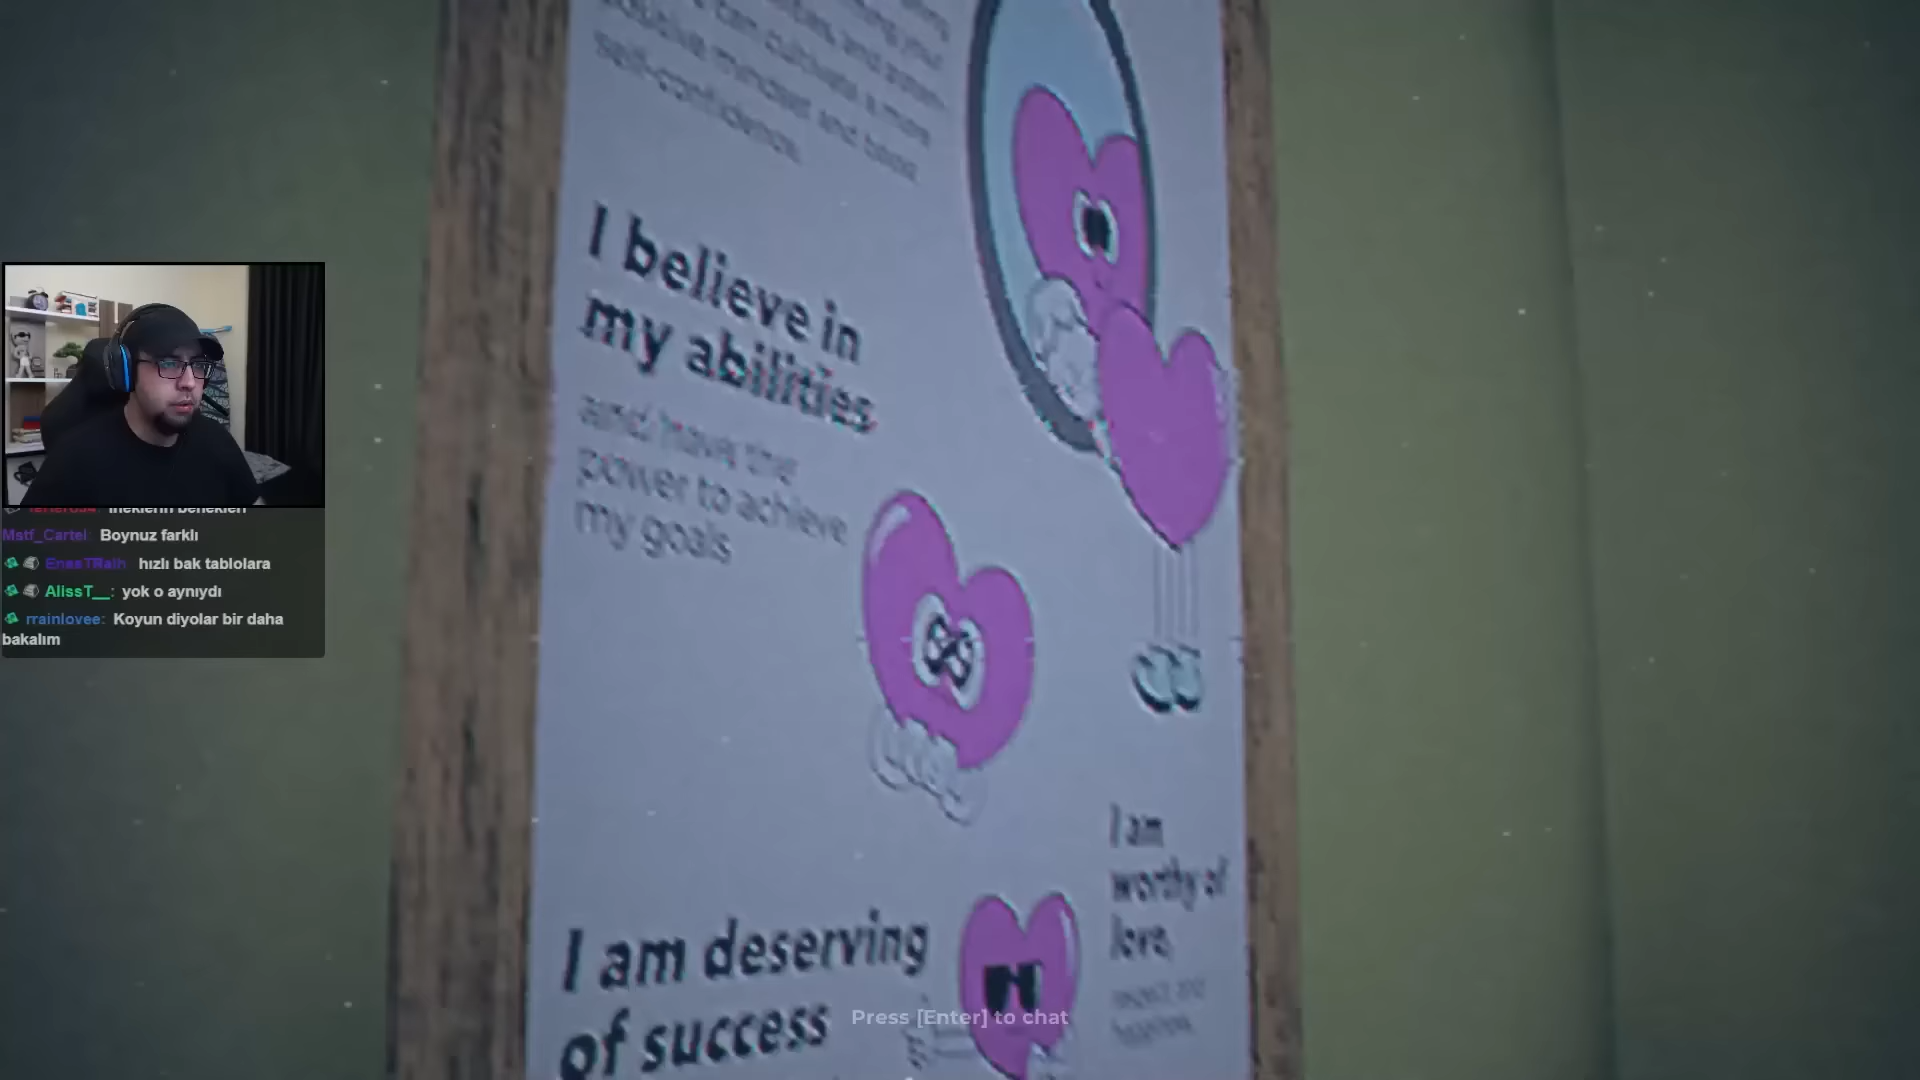 self-confidence.
I believe in
my abilities
and have the
power to achieve
my goals
I am
worthy of
love,
I am deserving
of success
Press [Enter] to chat
Mstf_Cartel: Boynuz farklı
hızlı bak tablolara
AlissT__: yok o aynıydı
rrainlovee: Koyun diyolar bir daha
bakalım